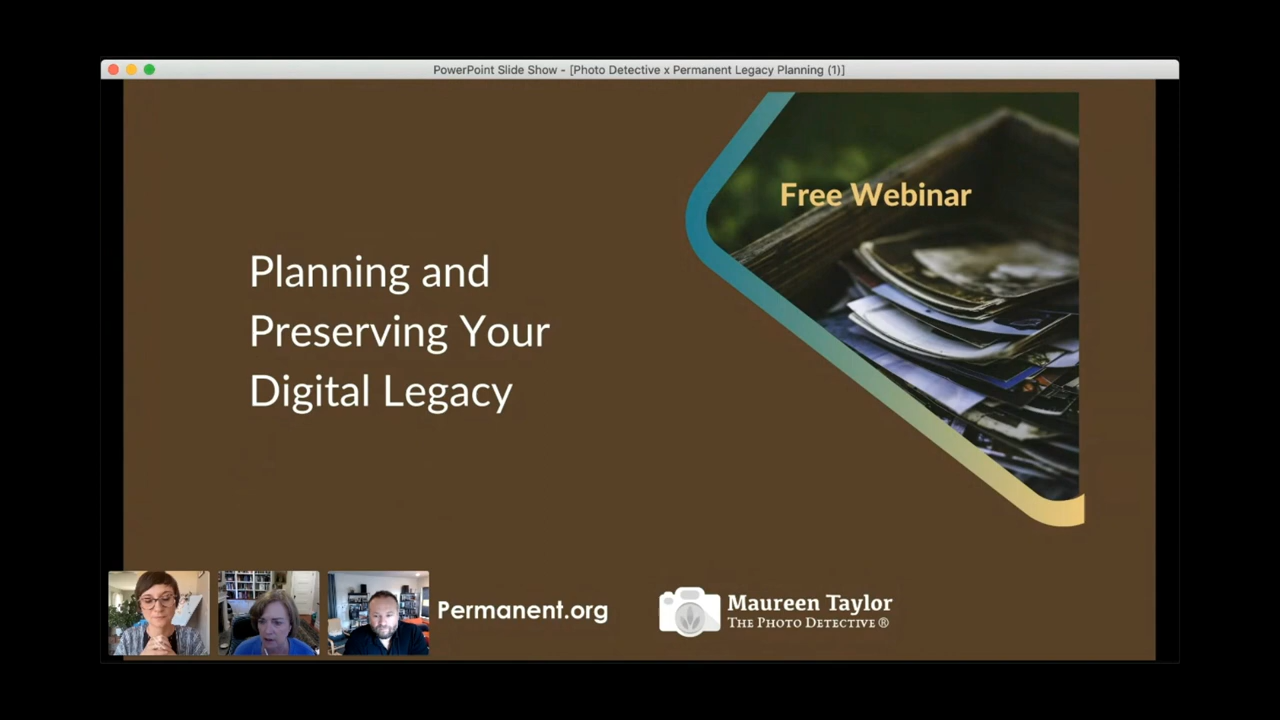 PowerPoint Slide Show - [Photo Detective x Permanent Legacy Planning (1)]
Free Webinar
Planning and
Preserving Your
Digital Legacy
Permanent.org
Maureen Taylor
THE PHOTO DETECTIVE ®